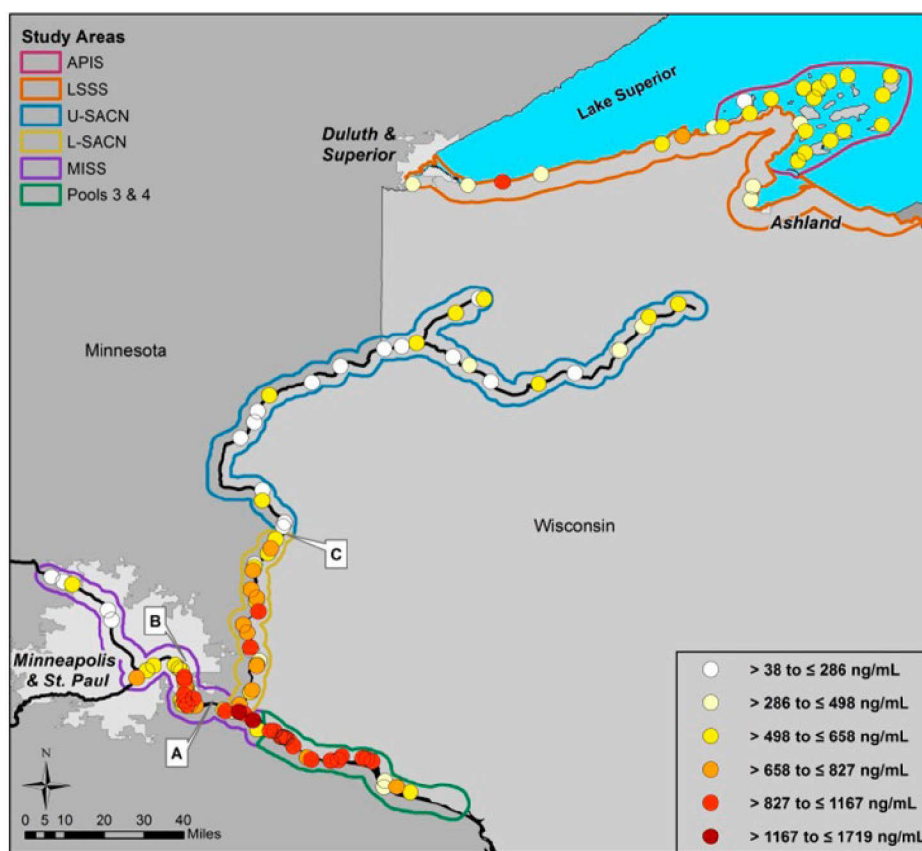 Study Areas
APIS
LSSS
U-SACN
L-SACN
MISS
Pools 3 & 4
Lake Superior
Duluth &
Superior
Ashland
Minnesota
Wisconsin
C
B
Minneapolis
& St. Paul
A
N
0 5 10 20 30 40
Miles
> 38 to ≤ 286 ng/mL
> 286 to ≤ 498 ng/mL
> 498 to ≤ 658 ng/mL
> 658 to ≤ 827 ng/mL
> 827 to ≤ 1167 ng/mL
> 1167 to ≤ 1719 ng/mL